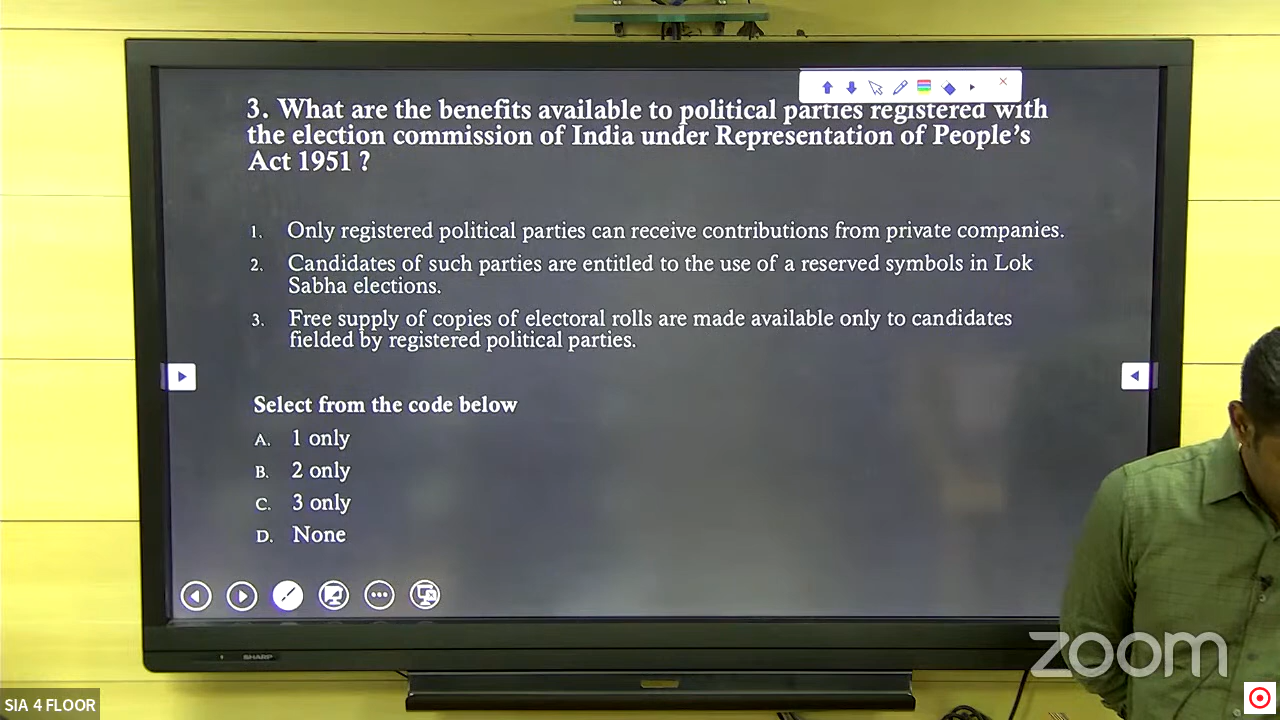 3. What are the benefits available to political parties registered with
the election commission of India under Representation of People's
Act 1951 ?
1. Only registered political parties can receive contributions from private companies.
2. Candidates of such parties are entitled to the use of a reserved symbols in Lok
Sabha elections.
3. Free supply of copies of electoral rolls are made available only to candidates
fielded by registered political parties.
Select from the code below
A. 1 only
B. 2 only
C. 3 only
D. None
SHARP
zoom
SIA 4 FLOOR